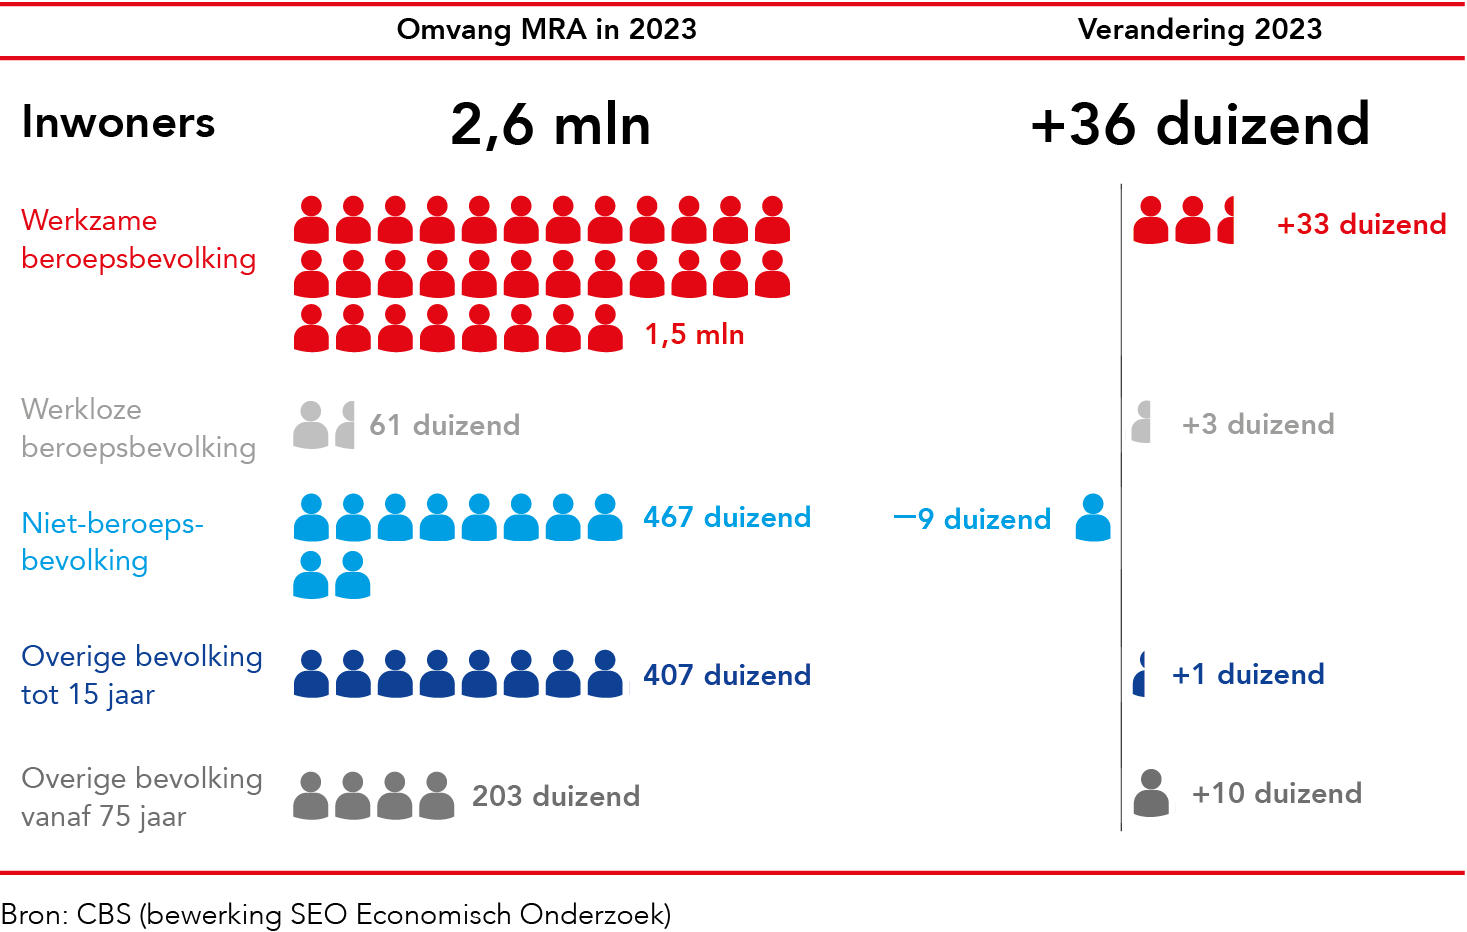 Omvang MRA in 2023
Verandering 2023
Inwoners
2,6 mln
+36 duizend
Werkzame
beroepsbevolking
1,5 mln
+33 duizend
Werkloze
beroepsbevolking
61 duizend
+3 duizend
Niet-beroeps-
bevolking
467 duizend
−9 duizend
Overige bevolking
tot 15 jaar
407 duizend
+1 duizend
Overige bevolking
vanaf 75 jaar
203 duizend
+10 duizend
Bron: CBS (bewerking SEO Economisch Onderzoek)